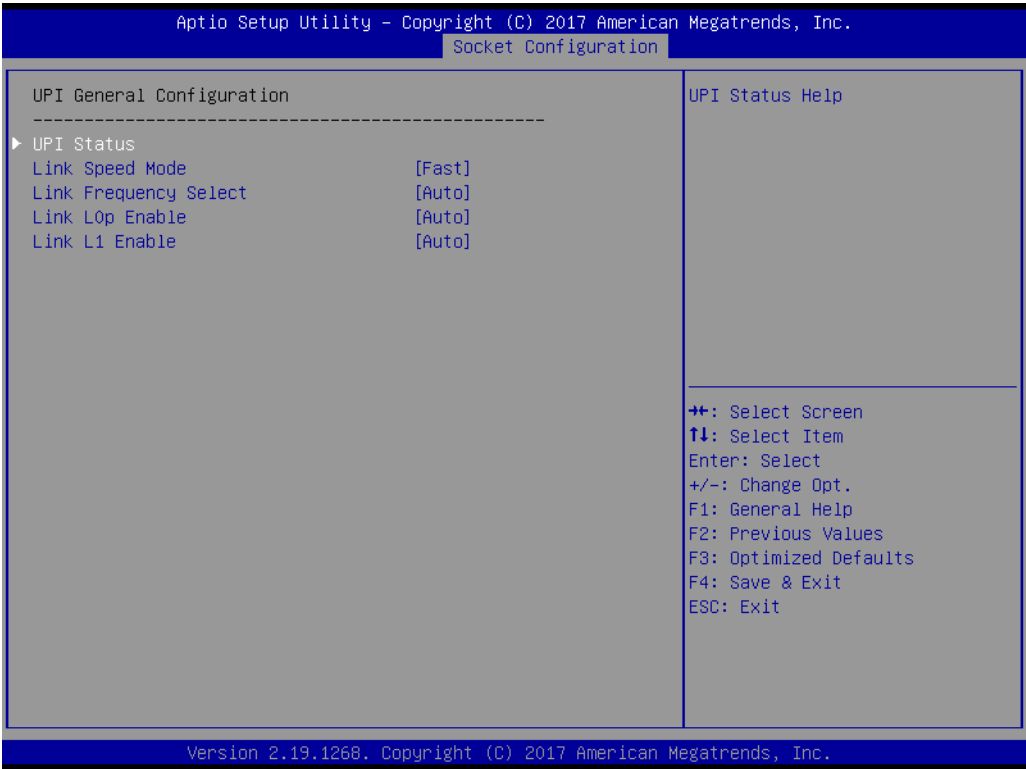 Aptio Setup Utility – Copyright (C) 2017 American Megatrends, Inc.
Socket Configuration
UPI General Configuration
--------------------------------------------------
UPI Status
Link Speed Mode [Fast]
Link Frequency Select [Auto]
Link L0p Enable [Auto]
Link L1 Enable [Auto]
UPI Status Help
→←: Select Screen
↑↓: Select Item
Enter: Select
+/-: Change Opt.
F1: General Help
F2: Previous Values
F3: Optimized Defaults
F4: Save & Exit
ESC: Exit
Version 2.19.1268. Copyright (C) 2017 American Megatrends, Inc.